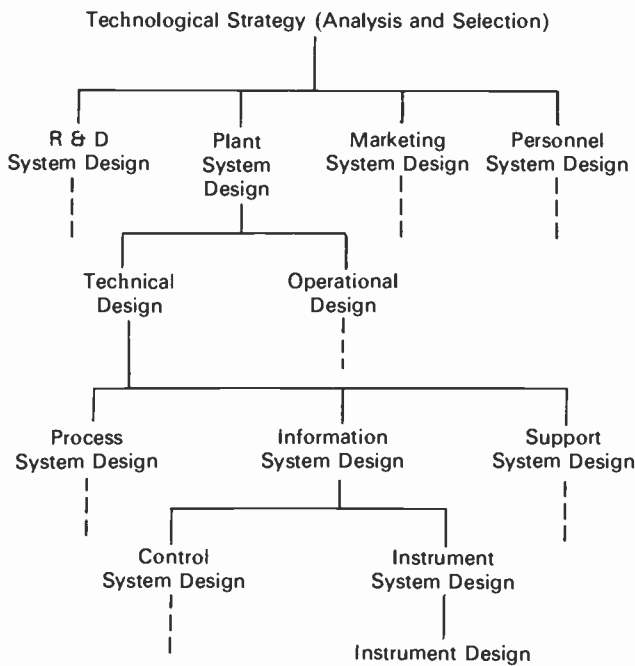 Technological Strategy (Analysis and Selection)
R & D
System Design
Plant
System
Design
Marketing
System Design
Personnel
System Design
Technical
Design
Operational
Design
Process
System Design
Information
System Design
Support
System Design
Control
System Design
Instrument
System Design
Instrument Design